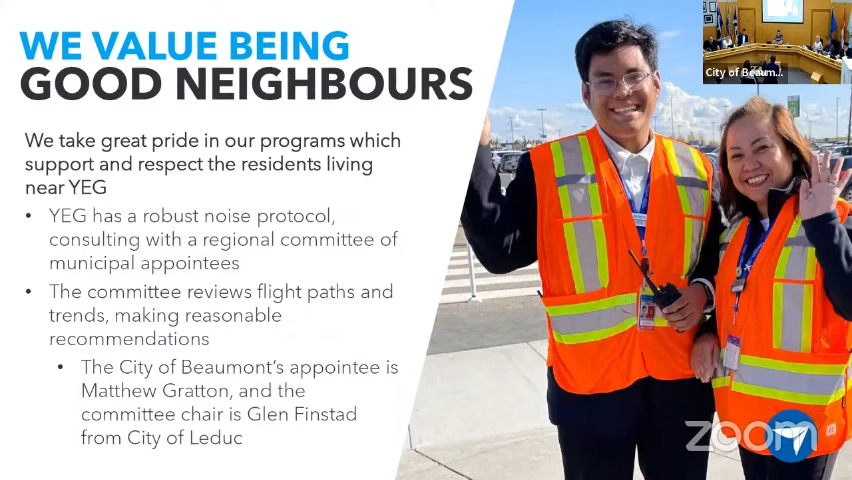 WE VALUE BEING
GOOD NEIGHBOURS
We take great pride in our programs which
support and respect the residents living
near YEG
• YEG has a robust noise protocol,
consulting with a regional committee of
municipal appointees
• The committee reviews flight paths and
trends, making reasonable
recommendations
• The City of Beaumont's appointee is
Matthew Gratton, and the
committee chair is Glen Finstad
from City of Leduc
City of Beaum...
zoom